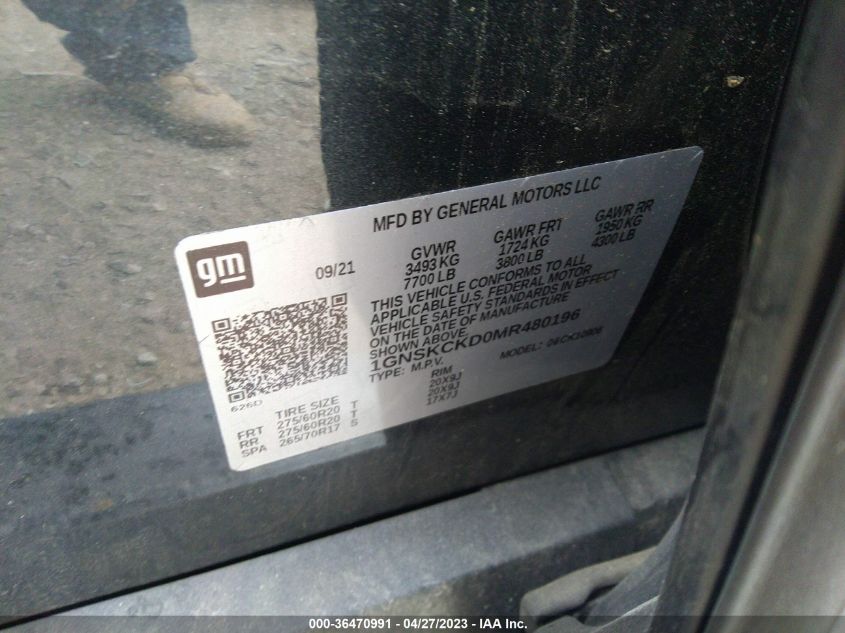 MFD BY GENERAL MOTORS LLC
gm
09/21
GVWR GAWR FRT GAWR RR
3493 KG 1724 KG 1950 KG
7700 LB 3800 LB 4300 LB
THIS VEHICLE CONFORMS TO ALL
APPLICABLE U.S. FEDERAL MOTOR
VEHICLE SAFETY STANDARDS IN EFFECT
ON THE DATE OF MANUFACTURE
SHOWN ABOVE.
1GNSKCKD0MR480196
TYPE: M.P.V. MODEL:
626D
TIRE SIZE RIM
FRT 275/60R20 T 20X9J
RR 275/60R20 T 20X9J
SPA 265/70R17 S 17X7J
000-36470991 - 04/27/2023 - IAA Inc.